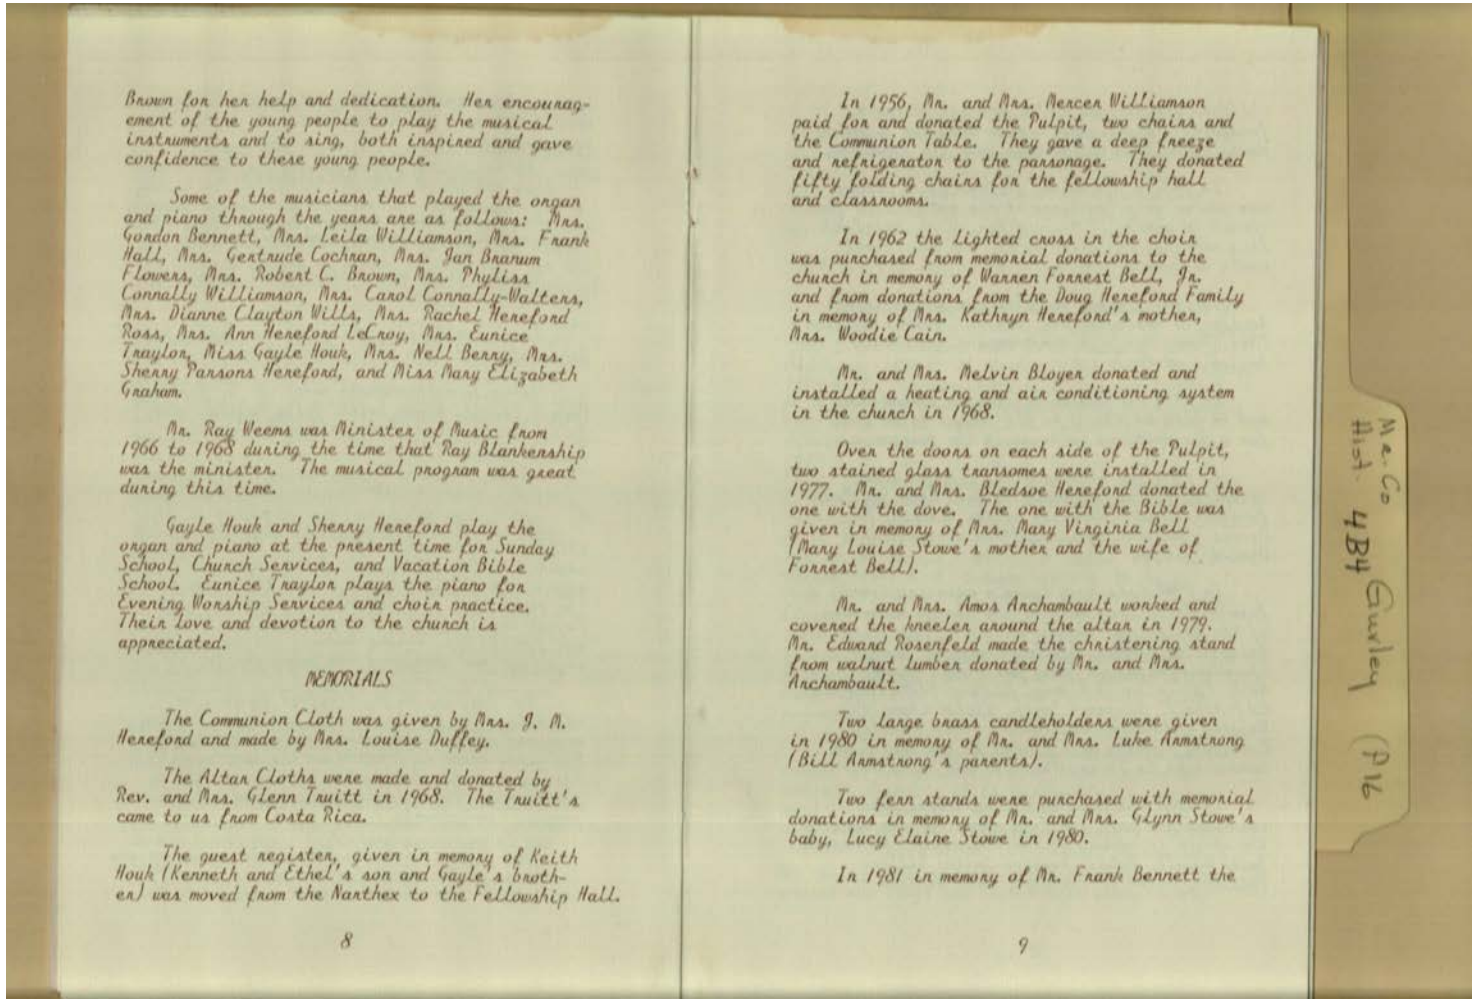 Brown for her help and dedication. Her encourag-
ement of the young people to play the musical
instruments and to sing, both inspired and gave
confidence to these young people.
Some of the musicians that played the organ
and piano through the years are as follows: Mrs.
Gordon Bennett, Mrs. Leila Williamson, Mrs. Frank
Hall, Mrs. Gertrude Cochran, Mrs. Jan Branum
Flowers, Mrs. Robert C. Brown, Mrs. Phyliss
Connally Williamson, Mrs. Carol Connally-Walters,
Mrs. Dianne Clayton Wills, Mrs. Rachel Hereford
Ross, Mrs. Ann Hereford LeCroy, Mrs. Eunice
Traylor, Miss Gayle Houk, Mrs. Nell Berry, Mrs.
Sherry Parsons Hereford, and Miss Mary Elizabeth
Graham.
Mr. Ray Weems was Minister of Music from
1966 to 1968 during the time that Ray Blankenship
was the minister. The musical program was great
during this time.
Gayle Houk and Sherry Hereford play the
organ and piano at the present time for Sunday
School, Church Services, and Vacation Bible
School. Eunice Traylor plays the piano for
Evening Worship Services and choir practice.
Their love and devotion to the church is
appreciated.
MEMORIALS
The Communion Cloth was given by Mrs. J. M.
Hereford and made by Mrs. Louise Duffey.
The Altar Cloths were made and donated by
Rev. and Mrs. Glenn Truitt in 1968. The Truitt's
came to us from Costa Rica.
The guest register, given in memory of Keith
Houk (Kenneth and Ethel's son and Gayle's broth-
er) was moved from the Narthex to the Fellowship Hall.
8
In 1956, Mr. and Mrs. Mercer Williamson
paid for and donated the Pulpit, two chairs and
the Communion Table. They gave a deep freeze
and refrigerator to the parsonage. They donated
fifty folding chairs for the fellowship hall
and classrooms.
In 1962 the lighted cross in the choir
was purchased from memorial donations to the
church in memory of Warren Forrest Bell, Jr.
and from donations from the Doug Hereford Family
in memory of Mrs. Kathryn Hereford's mother,
Mrs. Woodie Cain.
Mr. and Mrs. Melvin Bloyer donated and
installed a heating and air conditioning system
in the church in 1968.
Over the doors on each side of the Pulpit,
two stained glass transomes were installed in
1977. Mr. and Mrs. Bledsoe Hereford donated the
one with the dove. The one with the Bible was
given in memory of Mrs. Mary Virginia Bell
(Mary Louise Stowe's mother and the wife of
Forrest Bell).
Mr. and Mrs. Amos Archambault worked and
covered the kneeler around the altar in 1979.
Mr. Edward Rosenfeld made the christening stand
from walnut lumber donated by Mr. and Mrs.
Archambault.
Two large brass candleholders were given
in 1980 in memory of Mr. and Mrs. Luke Armstrong
(Bill Armstrong's parents).
Two fern stands were purchased with memorial
donations in memory of Mr. and Mrs. Glynn Stowe's
baby, Lucy Elaine Stowe in 1980.
In 1981 in memory of Mr. Frank Bennett the
9
Ma. Co
Hist. 4B4 Gurley (P16